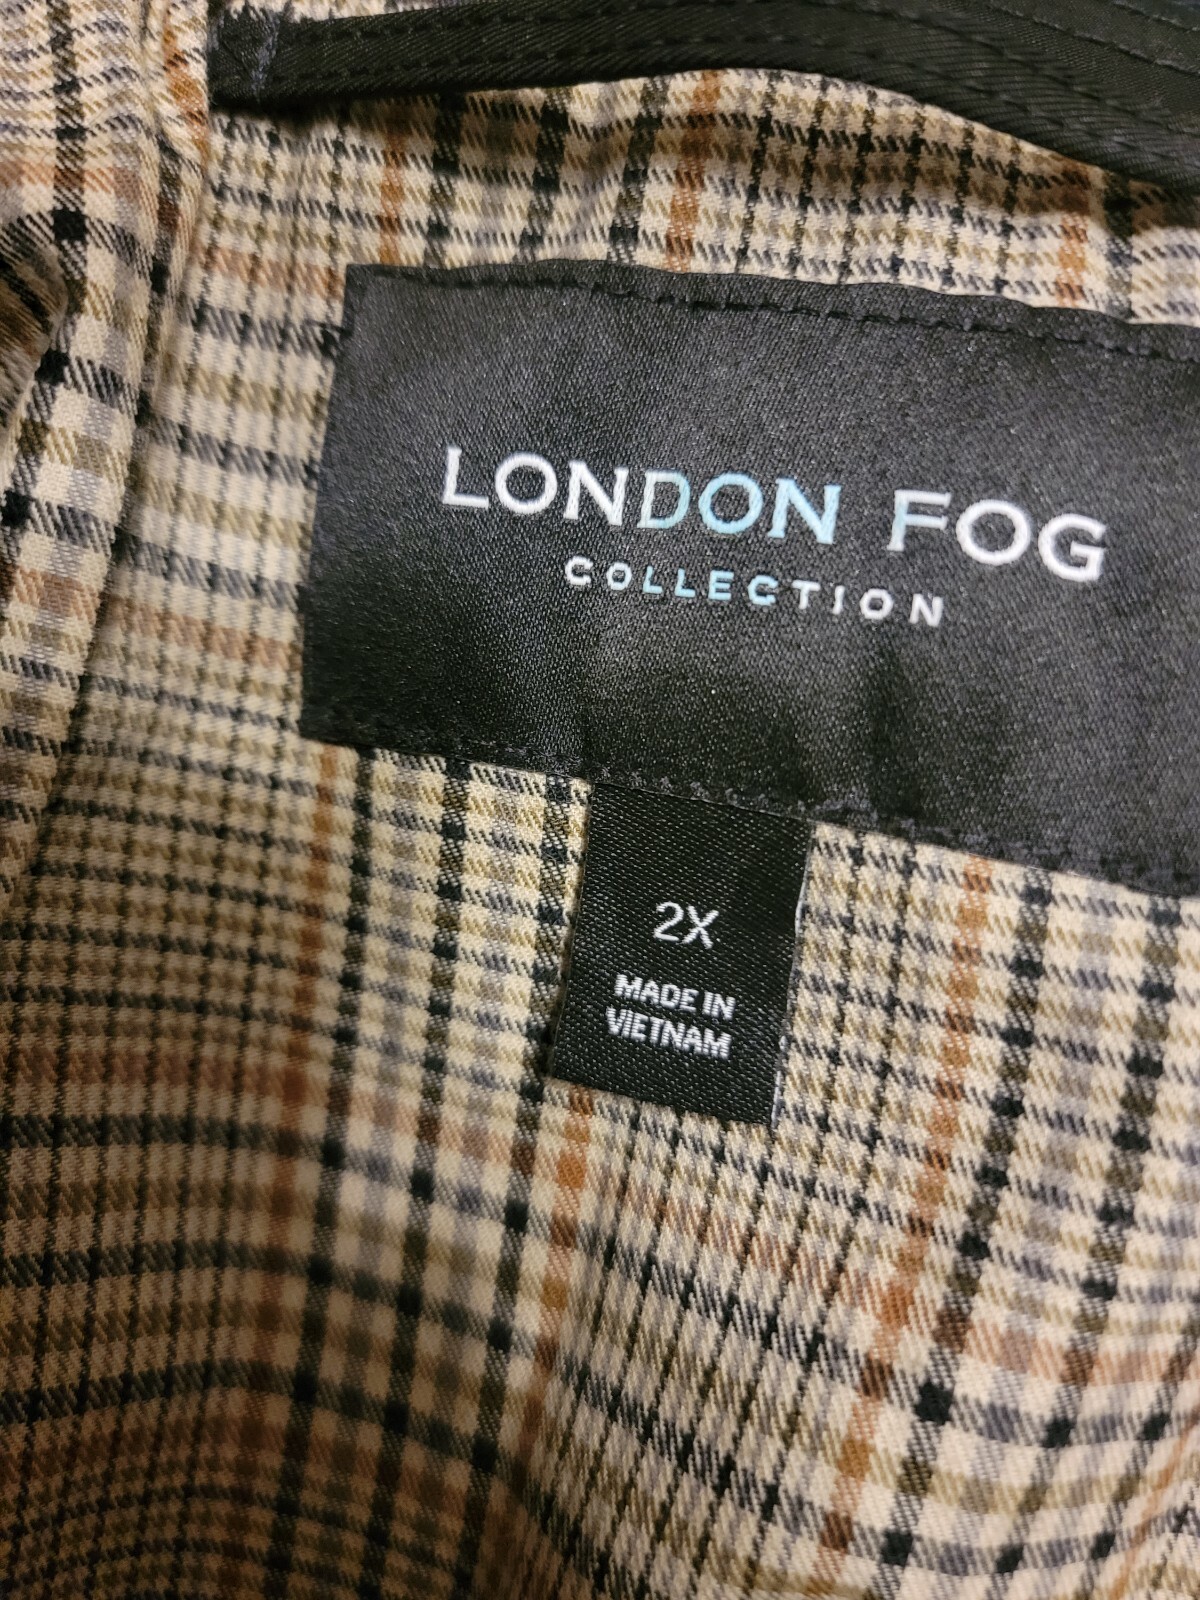 LONDON FOG
COLLECTION
2X
MADE IN
VIETNAM